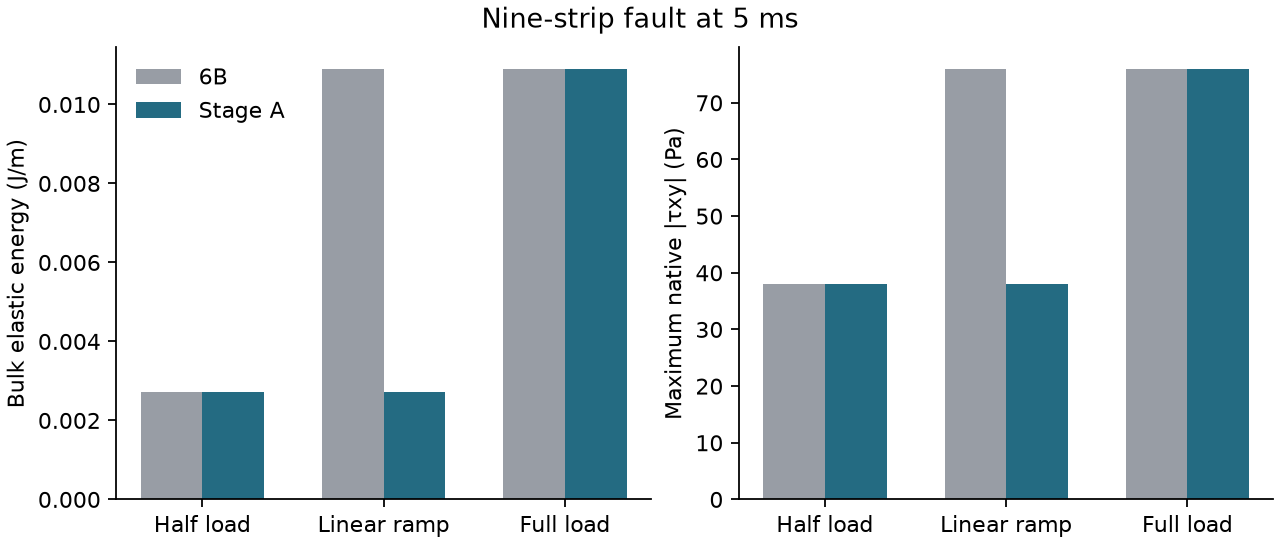 Nine-strip fault at 5 ms
Bulk elastic energy (J/m)
0.010
0.008
0.006
0.004
0.002
0.000
6B
Stage A
Half load
Linear ramp
Full load
Maximum native |τxy| (Pa)
70
60
50
40
30
20
10
0
Half load
Linear ramp
Full load